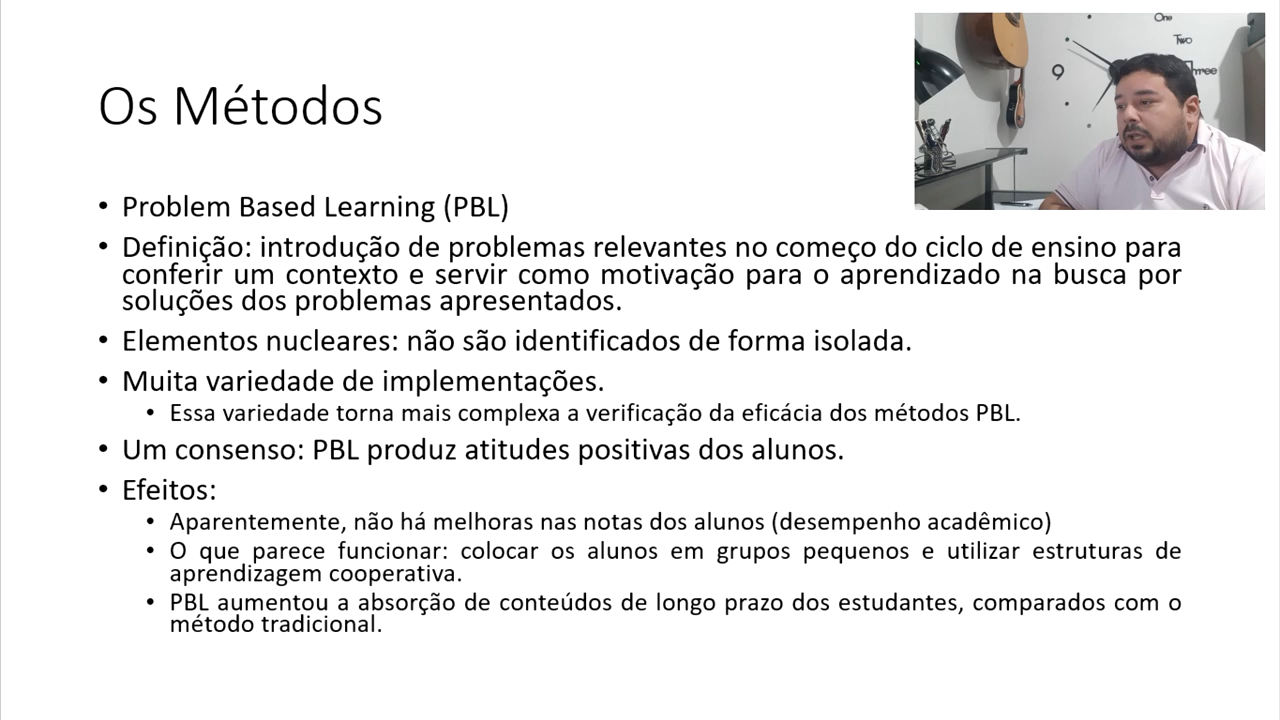 One
Two
Three
9
Os Métodos
• Problem Based Learning (PBL)
• Definição: introdução de problemas relevantes no começo do ciclo de ensino para
conferir um contexto e servir como motivação para o aprendizado na busca por
soluções dos problemas apresentados.
• Elementos nucleares: não são identificados de forma isolada.
• Muita variedade de implementações.
• Essa variedade torna mais complexa a verificação da eficácia dos métodos PBL.
• Um consenso: PBL produz atitudes positivas dos alunos.
• Efeitos:
• Aparentemente, não há melhoras nas notas dos alunos (desempenho acadêmico)
• O que parece funcionar: colocar os alunos em grupos pequenos e utilizar estruturas de
aprendizagem cooperativa.
• PBL aumentou a absorção de conteúdos de longo prazo dos estudantes, comparados com o
método tradicional.